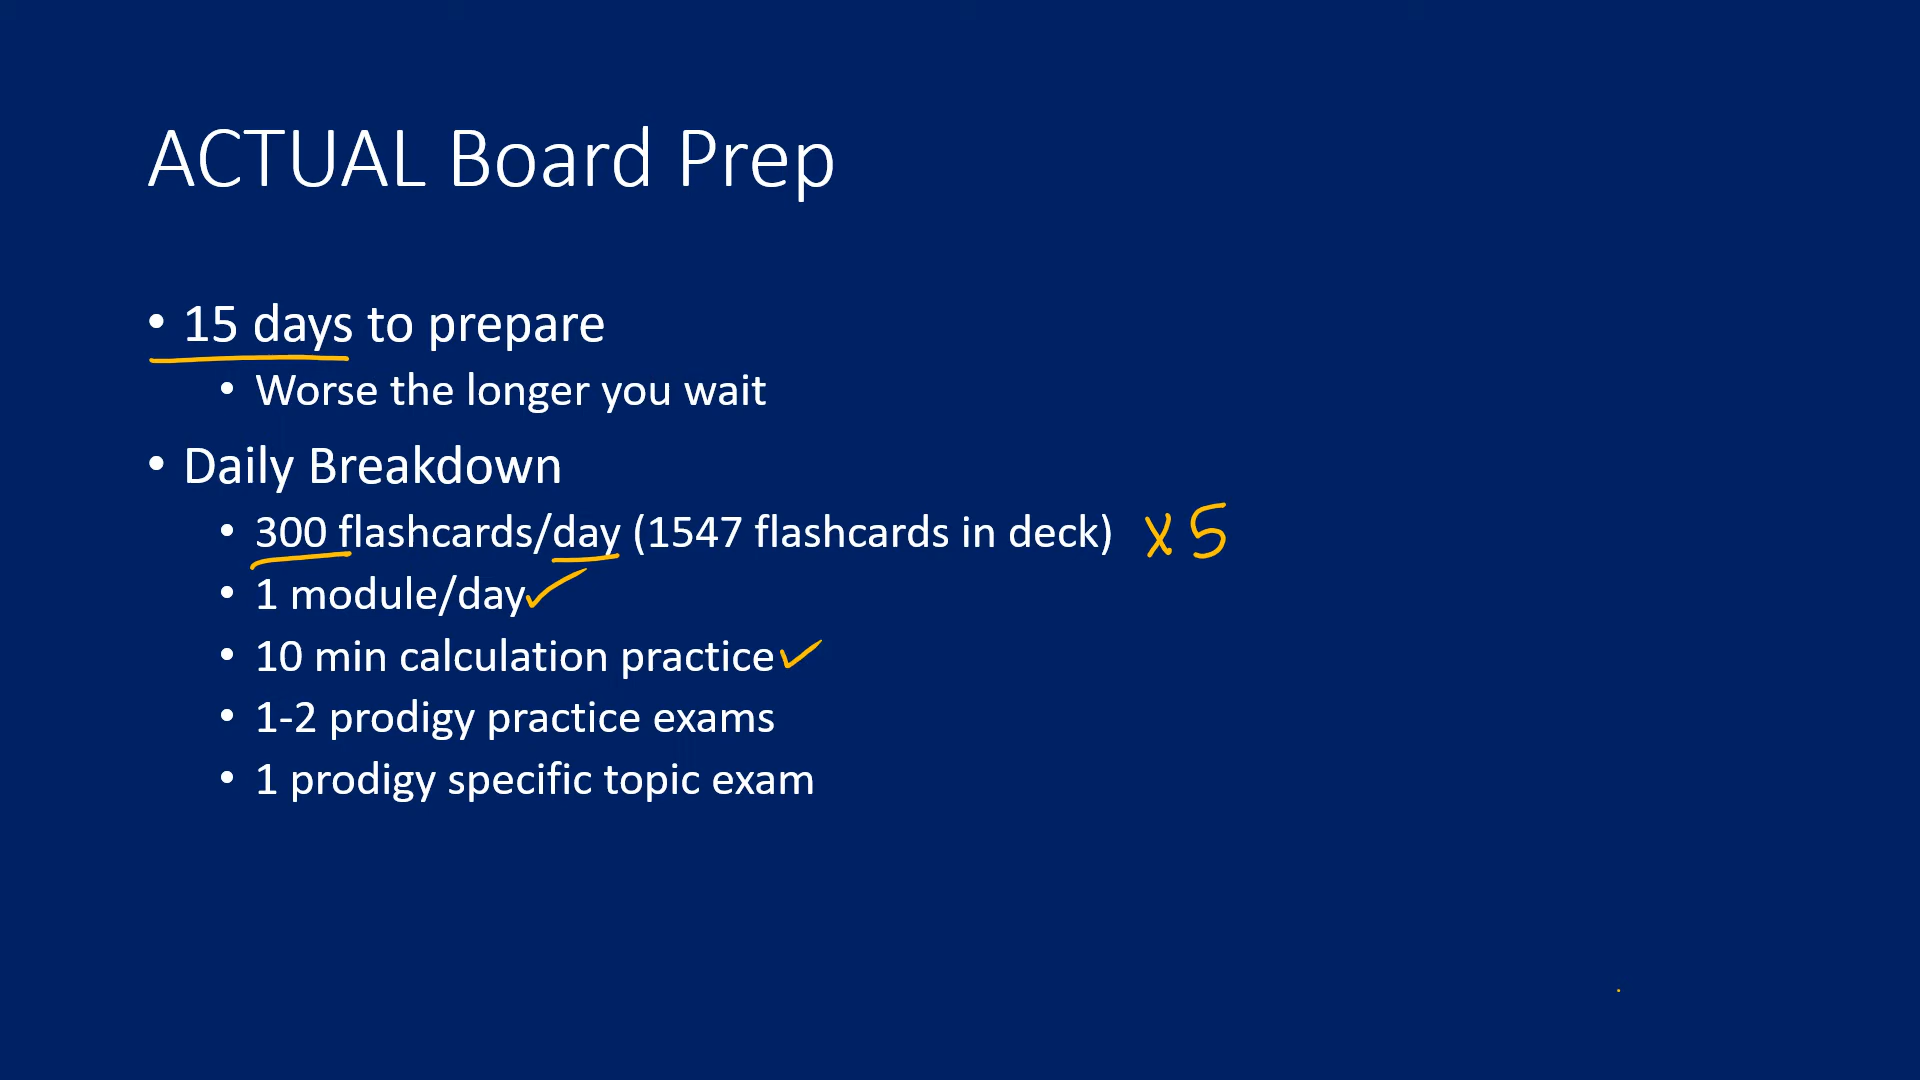 ACTUAL Board Prep
• 15 days to prepare
• Worse the longer you wait
• Daily Breakdown
• 300 flashcards/day (1547 flashcards in deck) x5
• 1 module/day✓
• 10 min calculation practice✓
• 1-2 prodigy practice exams
• 1 prodigy specific topic exam